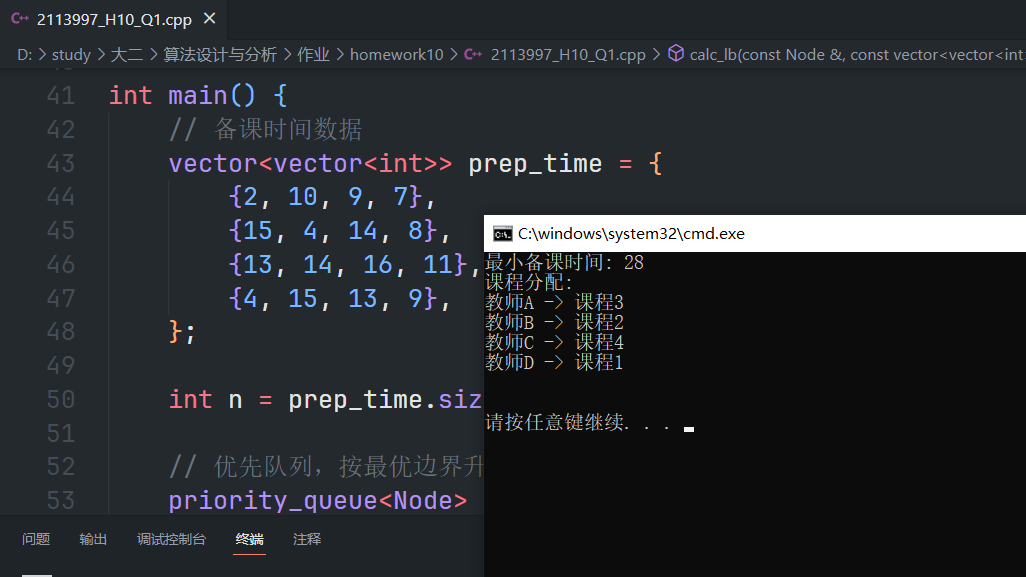 2113997_H10_Q1.cpp
D: > study > 大二 > 算法设计与分析 > 作业 > homework10 > 2113997_H10_Q1.cpp > calc_lb(const Node &, const vector<vector<int
41 int main() {
42 // 备课时间数据
43 vector<vector<int>> prep_time = {
44 {2, 10, 9, 7},
45 {15, 4, 14, 8},
46 {13, 14, 16, 11},
47 {4, 15, 13, 9},
48 };
49
50 int n = prep_time.siz
51
52 // 优先队列，按最优边界升
53 priority_queue<Node>
C:\windows\system32\cmd.exe
最小备课时间: 28
课程分配:
教师A -> 课程3
教师B -> 课程2
教师C -> 课程4
教师D -> 课程1
请按任意键继续. . .
问题 输出 调试控制台 终端 注释